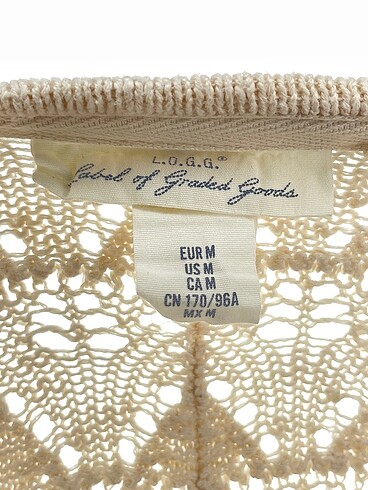 L.O.G.G.®
Label of Graded Goods
EUR M
US M
CA M
CN 170/96A
MX M